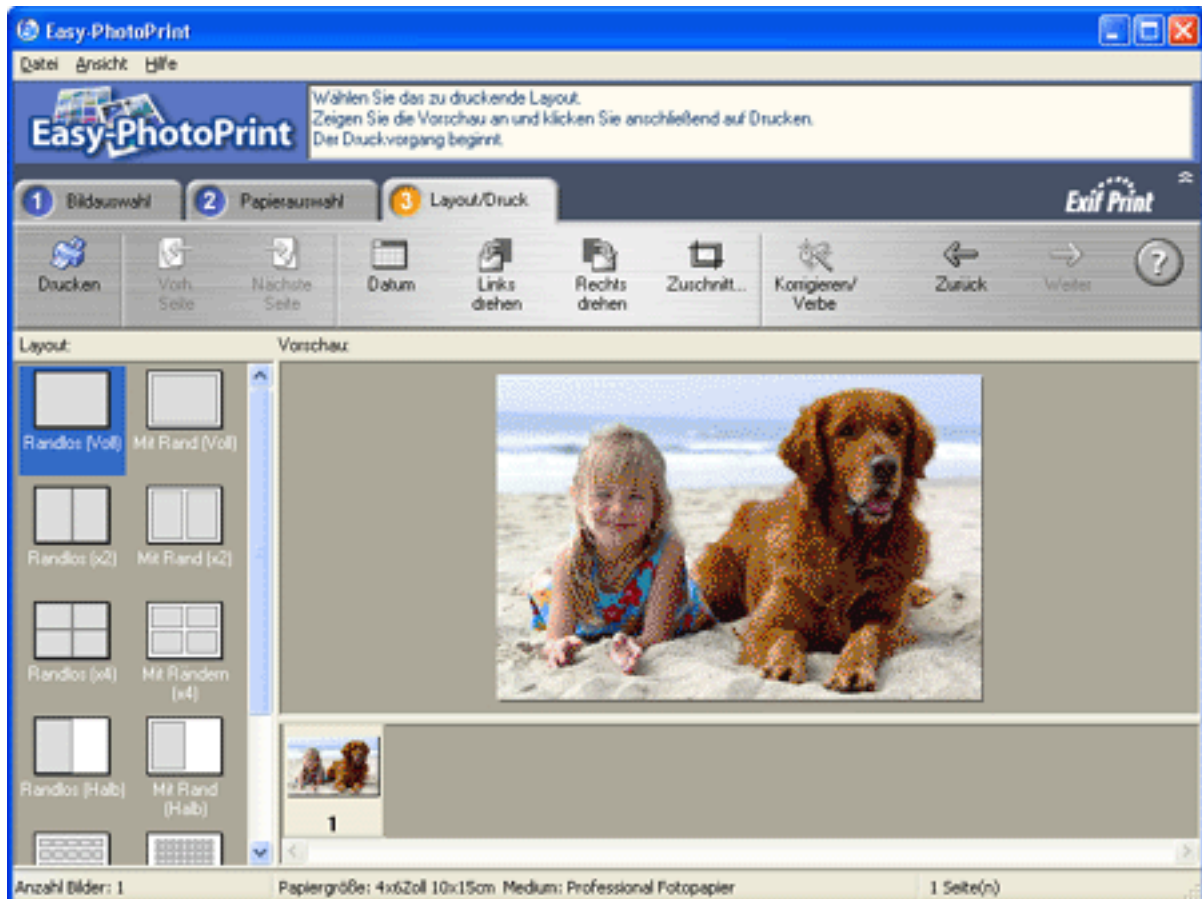 Easy-PhotoPrint
Datei Ansicht Hilfe
Easy-PhotoPrint
Wählen Sie das zu druckende Layout.
Zeigen Sie die Vorschau an und klicken Sie anschließend auf Drucken.
Der Druckvorgang beginnt.
1 Bildauswahl
2 Papierauswahl
3 Layout/Druck
Exif Print
Drucken
Vorh.
Seite
Nächste
Seite
Datum
Links
drehen
Rechts
drehen
Zuschnitt...
Korrigieren/
Verbe
Zurück
Weiter
?
Layout:
Vorschau:
Randlos (Voll)
Mit Rand (Voll)
Randlos (x2)
Mit Rand (x2)
Randlos (x4)
Mit Rändern
(x4)
Randlos (Halb)
Mit Rand
(Halb)
1
Anzahl Bilder: 1
Papiergröße: 4x6Zoll 10x15cm Medium: Professional Fotopapier
1 Seite(n)